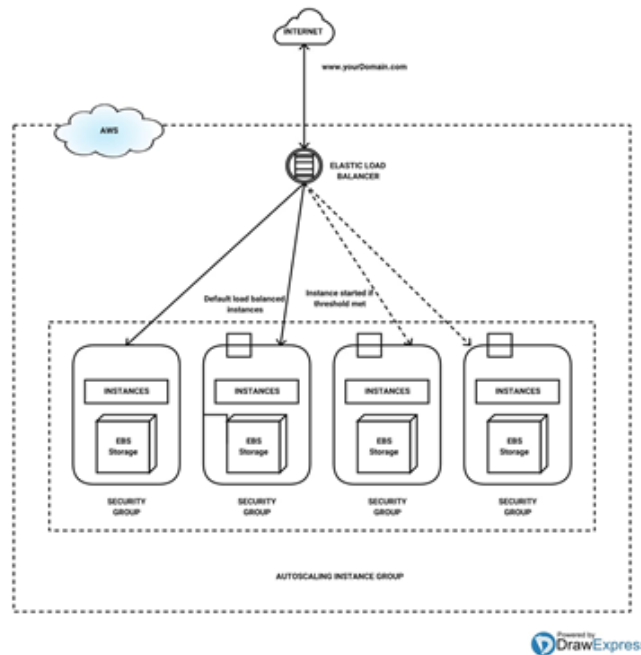 INTERNET
www.yourDomain.com
AWS
ELASTIC LOAD
BALANCER
Default load balanced
instances
Instance started if
threshold met
INSTANCES
INSTANCES
INSTANCES
INSTANCES
EBS
Storage
EBS
Storage
EBS
Storage
EBS
Storage
SECURITY
GROUP
SECURITY
GROUP
SECURITY
GROUP
SECURITY
GROUP
AUTOSCALING INSTANCE GROUP
Powered by
DrawExpres